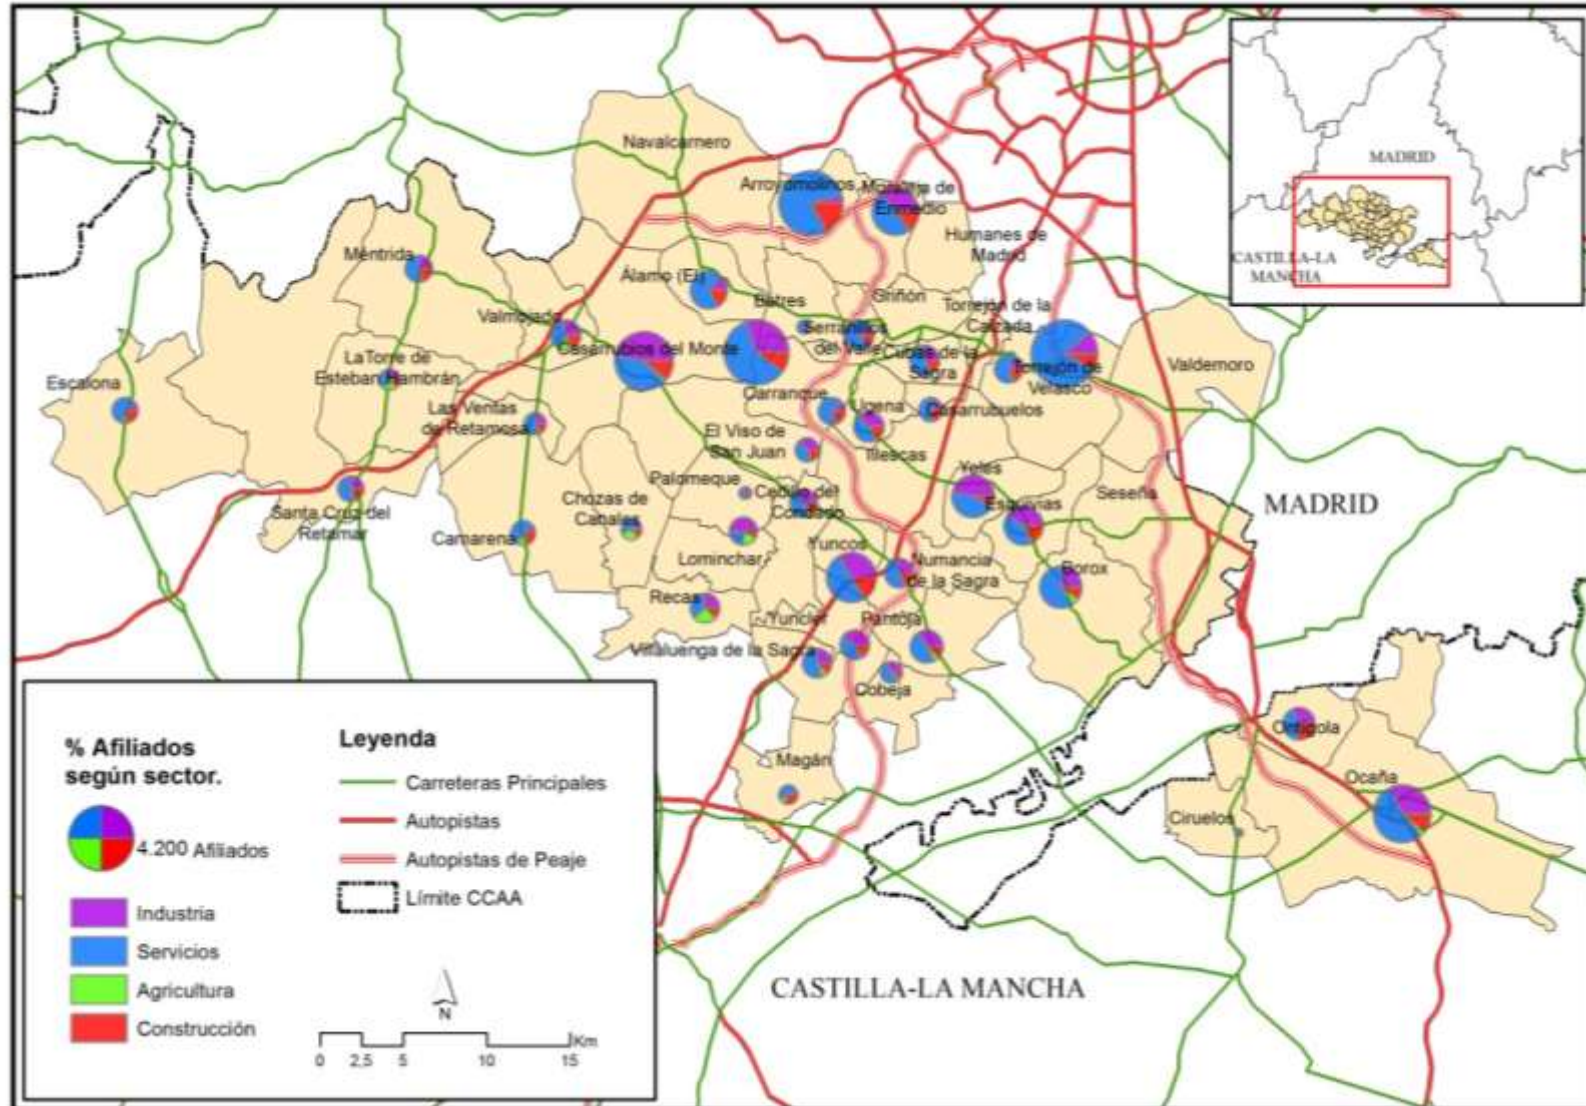 Navalcarnero
MADRID
CASTILLA-LA
MANCHA
Arroyomolinos
Moraleja de
Enmedio
Humanes de
Madrid
Méntrida
Álamo (El)
Batres
Griñón
Torrejón de la
Calzada
Valmojado
Serranillos
del Valle
Casarrubios del Monte
Cubas de la
Sagra
Torrejón de
Velasco
Valdemoro
LaTorre de
Esteban Hambrán
Escalona
Carranque
Ugena
Casarrubuelos
Las Ventas
de Retamosa
El Viso de
San Juan
Illescas
Palomeque
Yeles
Seseña
MADRID
Chozas de
Canales
Cedillo del
Condado
Esquivias
Santa Cruz del
Retamar
Camarena
Lominchar
Yuncos
Numancia
de la Sagra
Borox
Recas
Yuncler
Pantoja
Villaluenga de la Sagra
Cobeja
Magán
Ontígola
Ocaña
Ciruelos
CASTILLA-LA MANCHA
% Afiliados
según sector.
4.200 Afiliados
Industria
Servicios
Agricultura
Construcción
Leyenda
Carreteras Principales
Autopistas
Autopistas de Peaje
Límite CCAA
N
Km
0 2,5 5 10 15